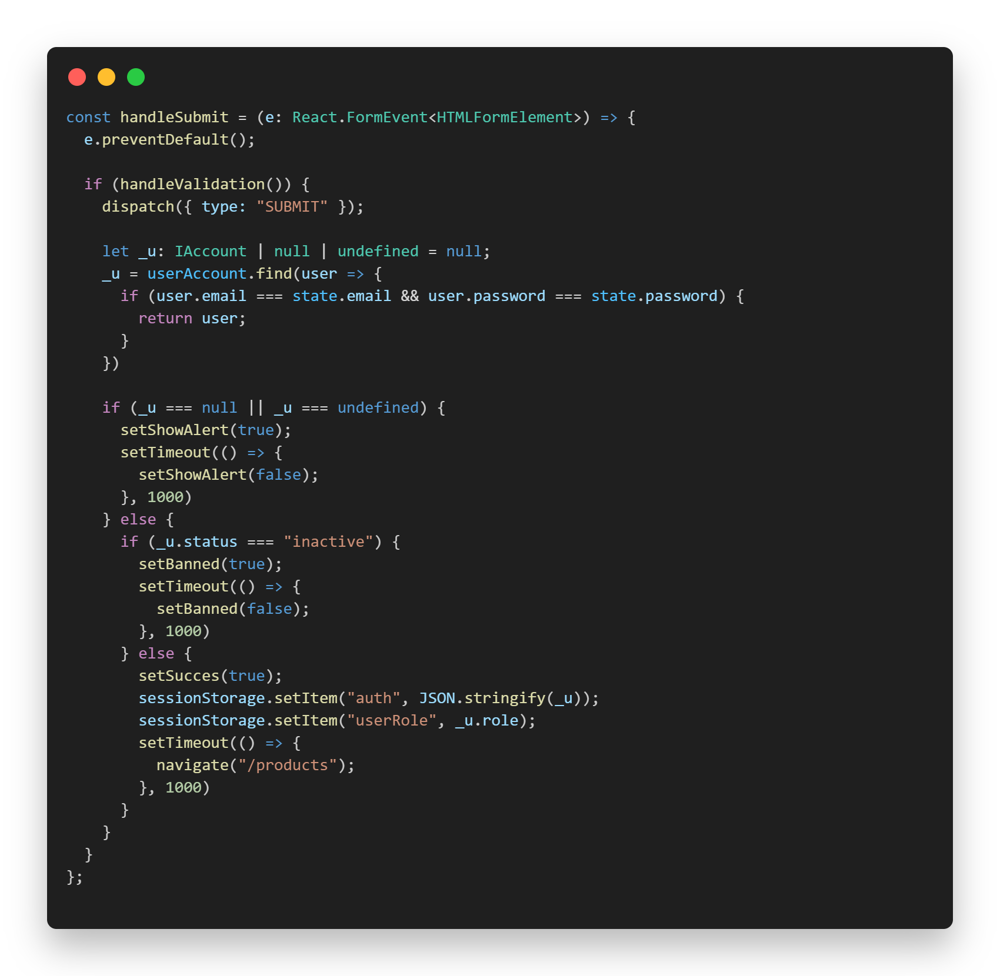 const handleSubmit = (e: React.FormEvent<HTMLFormElement>) => {
  e.preventDefault();

  if (handleValidation()) {
    dispatch({ type: "SUBMIT" });

    let _u: IAccount | null | undefined = null;
    _u = userAccount.find(user => {
      if (user.email === state.email && user.password === state.password) {
        return user;
      }
    })

    if (_u === null || _u === undefined) {
      setShowAlert(true);
      setTimeout(() => {
        setShowAlert(false);
      }, 1000)
    } else {
      if (_u.status === "inactive") {
        setBanned(true);
        setTimeout(() => {
          setBanned(false);
        }, 1000)
      } else {
        setSucces(true);
        sessionStorage.setItem("auth", JSON.stringify(_u));
        sessionStorage.setItem("userRole", _u.role);
        setTimeout(() => {
          navigate("/products");
        }, 1000)
      }
    }
  }
};